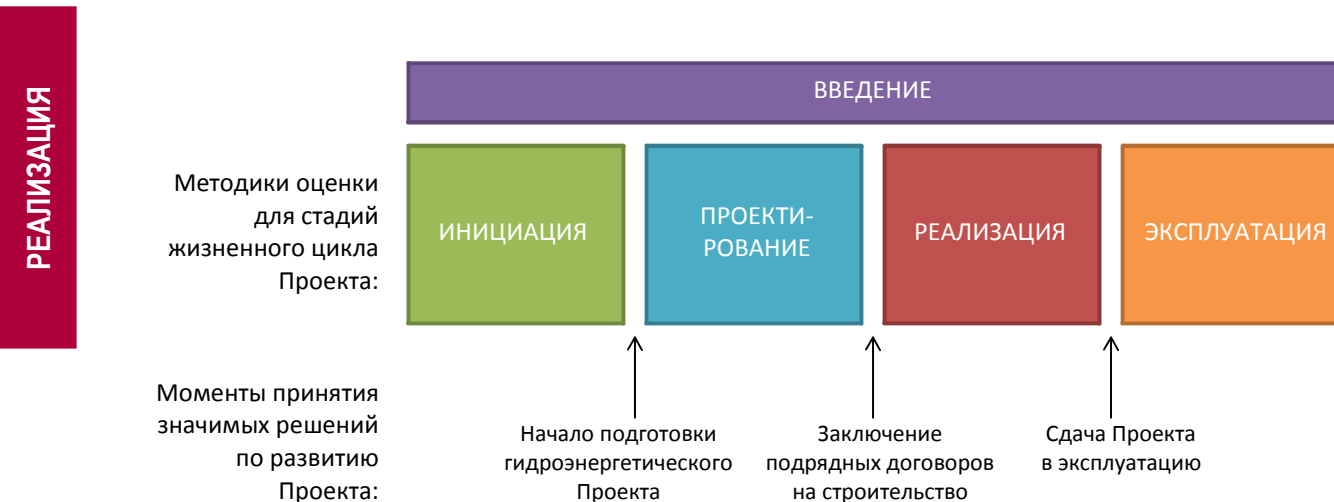 РЕАЛИЗАЦИЯ
ВВЕДЕНИЕ
Методики оценки
для стадий
жизненного цикла
Проекта:
ИНИЦИАЦИЯ
ПРОЕКТИ-
РОВАНИЕ
РЕАЛИЗАЦИЯ
ЭКСПЛУАТАЦИЯ
Моменты принятия
значимых решений
по развитию
Проекта:
Начало подготовки
гидроэнергетического
Проекта
Заключение
подрядных договоров
на строительство
Сдача Проекта
в эксплуатацию